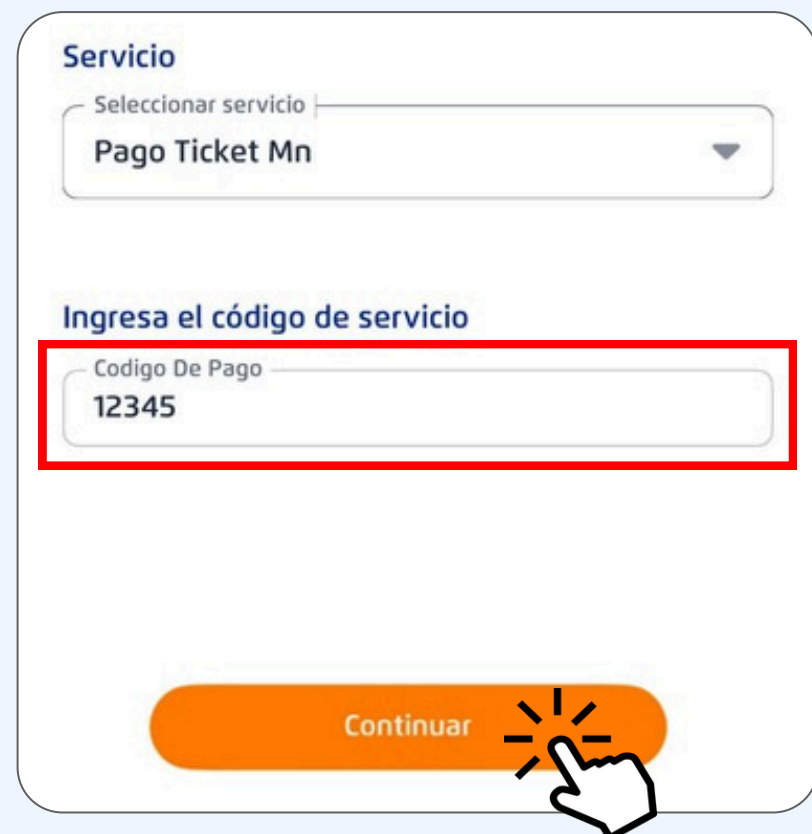 Servicio
Seleccionar servicio
Pago Ticket Mn
Ingresa el código de servicio
Codigo De Pago
12345
Continuar